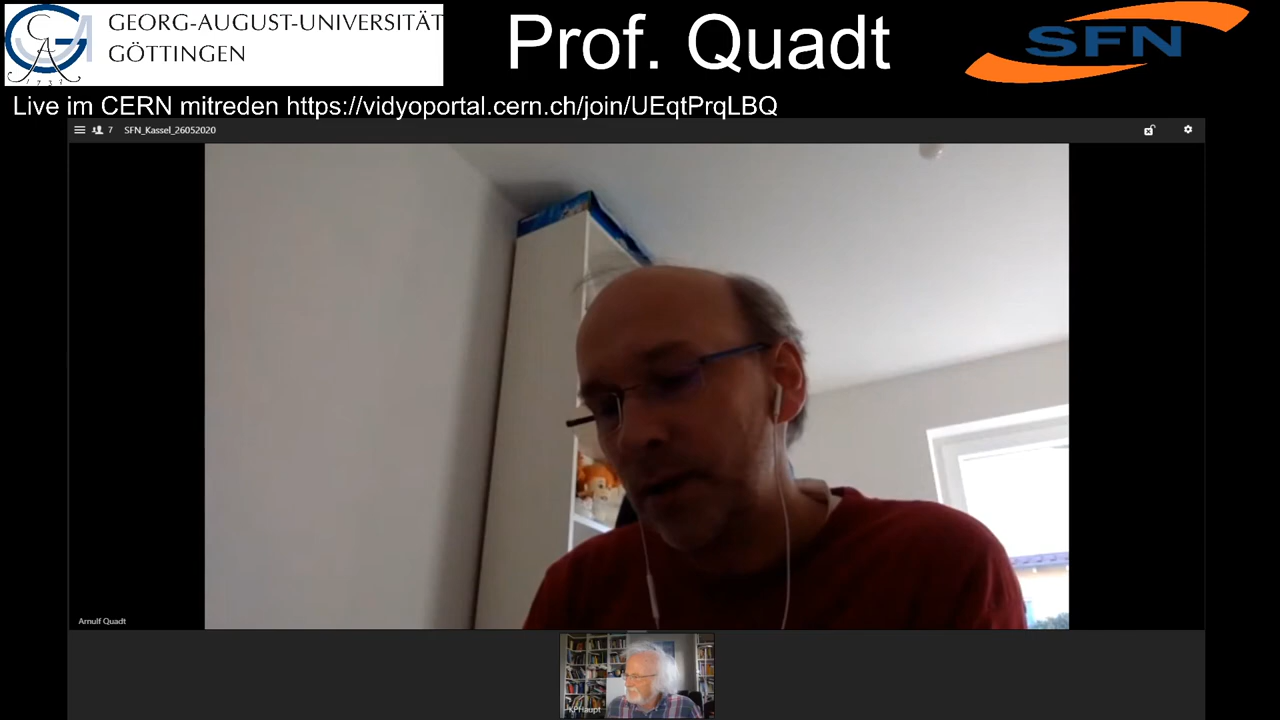 GEORG-AUGUST-UNIVERSITÄT
GÖTTINGEN
Prof. Quadt
SFN
Live im CERN mitreden https://vidyoportal.cern.ch/join/UEqtPrqLBQ
7 SFN_Kassel_26052020
Arnulf Quadt
KPHaupt